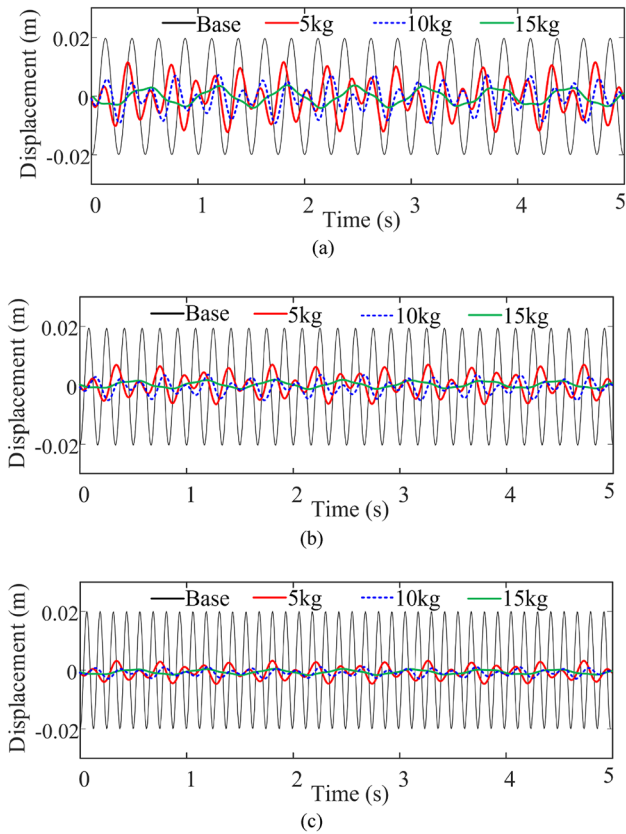 Base 5kg 10kg 15kg
0.02
0
-0.02
Displacement (m)
0 1 2 3 4 5
Time (s)
(a)
Base 5kg 10kg 15kg
0.02
0
-0.02
Displacement (m)
0 1 2 3 4 5
Time (s)
(b)
Base 5kg 10kg 15kg
0.02
0
-0.02
Displacement (m)
0 1 2 3 4 5
Time (s)
(c)